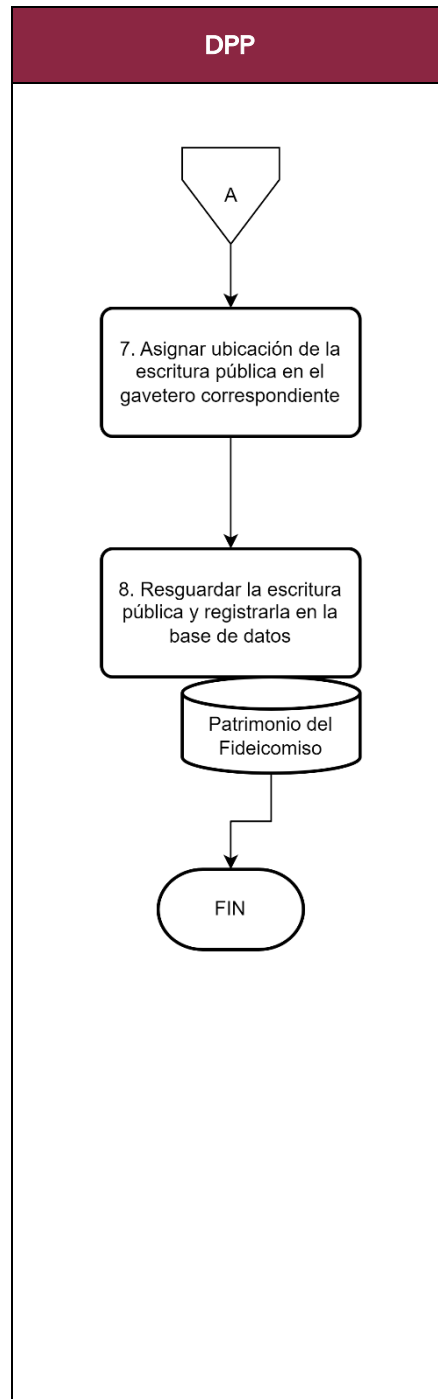 DPP
A
7. Asignar ubicación de la
escritura pública en el
gavetero correspondiente
8. Resguardar la escritura
pública y registrarla en la
base de datos
Patrimonio del
Fideicomiso
FIN